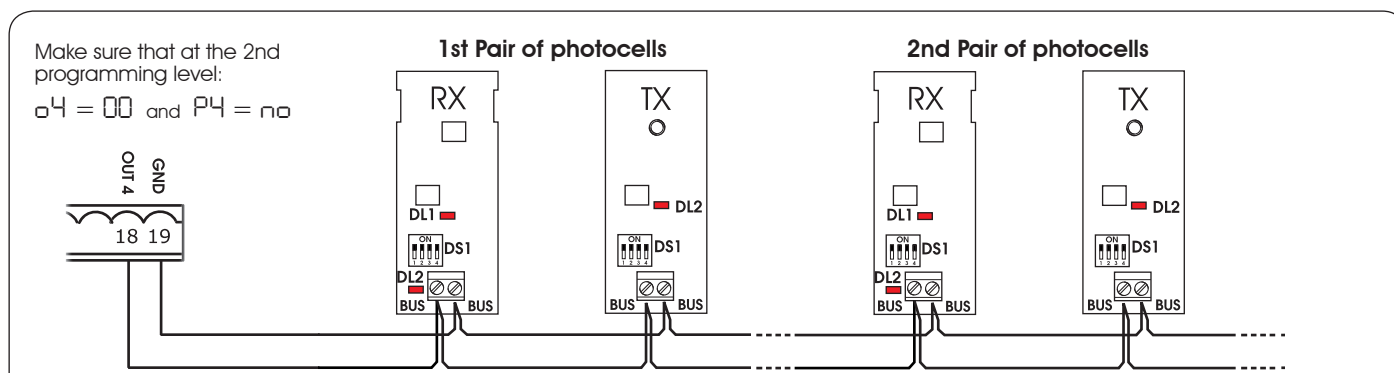 Make sure that at the 2nd
programming level:
o4 = 00 and P4 = no
1st Pair of photocells
2nd Pair of photocells
OUT 4
GND
18 19
RX
DL1
ON
DS1
1 2 3 4
DL2
BUS
BUS
TX
DL2
ON
DS1
1 2 3 4
BUS
BUS
RX
DL1
ON
DS1
1 2 3 4
DL2
BUS
BUS
TX
DL2
ON
DS1
1 2 3 4
BUS
BUS